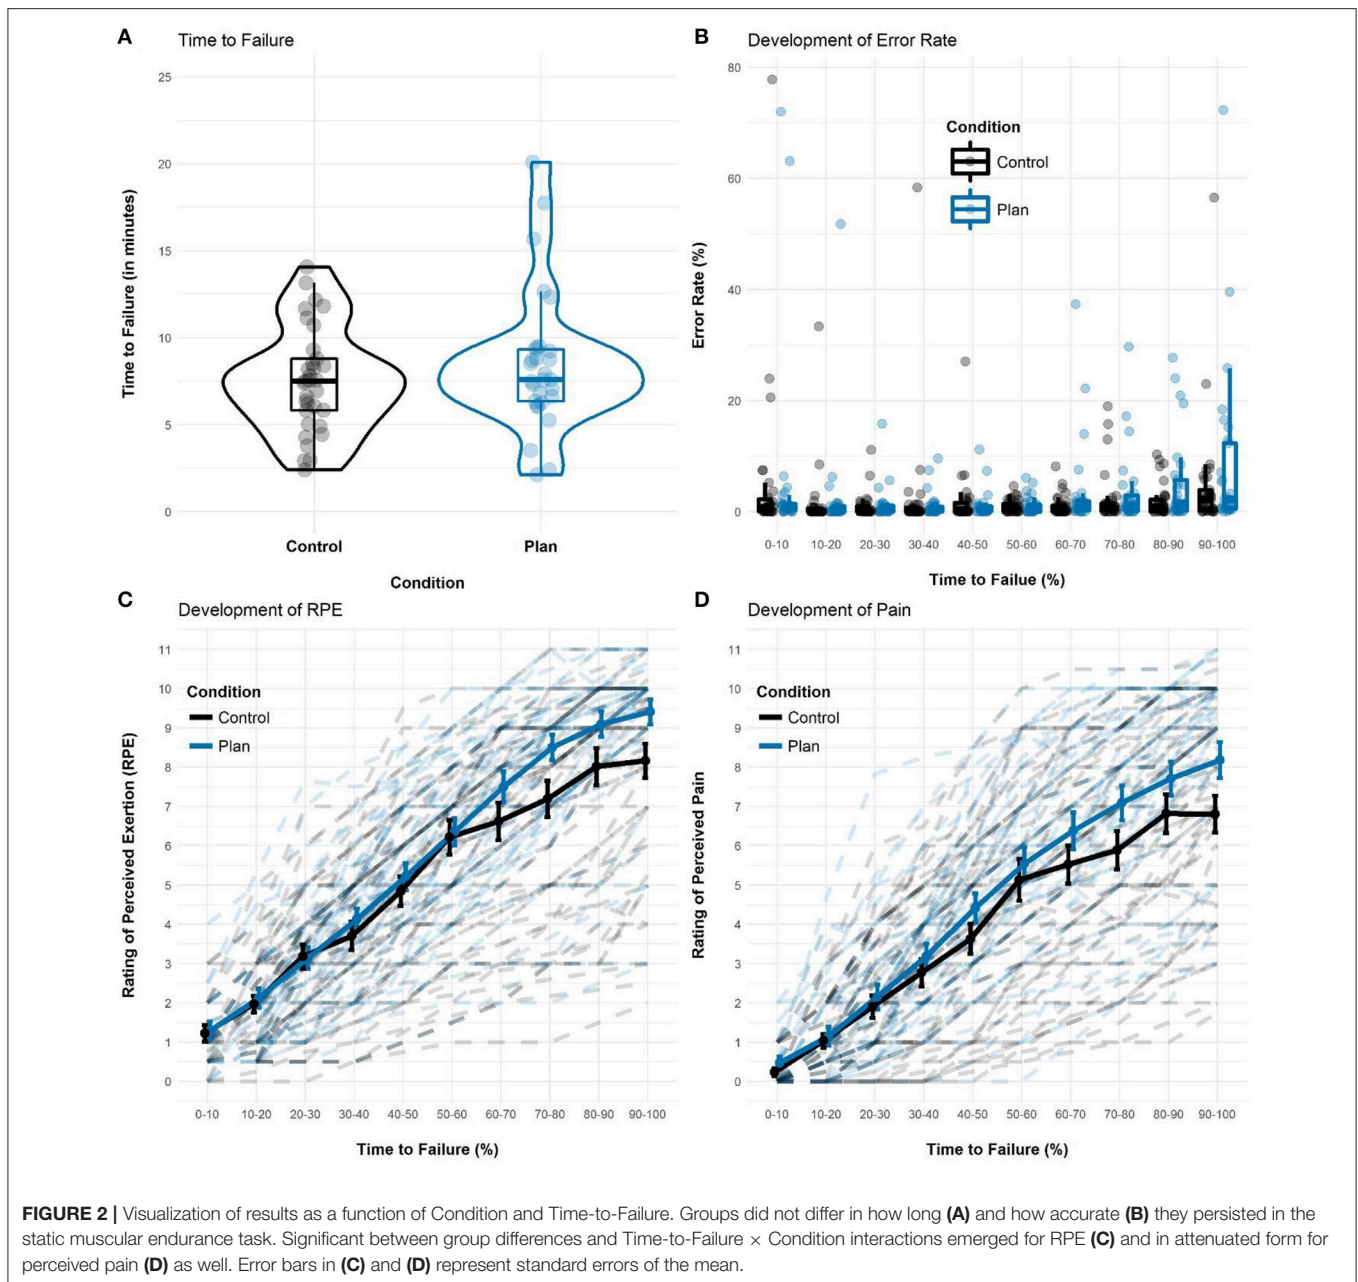 A
Time to Failure
25
20
15
10
5
0
Time to Failure (in minutes)
Control
Plan
Condition
B
Development of Error Rate
80
60
40
20
0
Error Rate (%)
Condition
Control
Plan
0-10
10-20
20-30
30-40
40-50
50-60
60-70
70-80
80-90
90-100
Time to Failue (%)
C
Development of RPE
11
10
9
8
7
6
5
4
3
2
1
0
Rating of Perceived Exertion (RPE)
Condition
Control
Plan
0-10
10-20
20-30
30-40
40-50
50-60
60-70
70-80
80-90
90-100
Time to Failure (%)
D
Development of Pain
11
10
9
8
7
6
5
4
3
2
1
0
Rating of Perceived Pain
Condition
Control
Plan
0-10
10-20
20-30
30-40
40-50
50-60
60-70
70-80
80-90
90-100
Time to Failure (%)
FIGURE 2 | Visualization of results as a function of Condition and Time-to-Failure. Groups did not differ in how long (A) and how accurate (B) they persisted in the
static muscular endurance task. Significant between group differences and Time-to-Failure × Condition interactions emerged for RPE (C) and in attenuated form for
perceived pain (D) as well. Error bars in (C) and (D) represent standard errors of the mean.